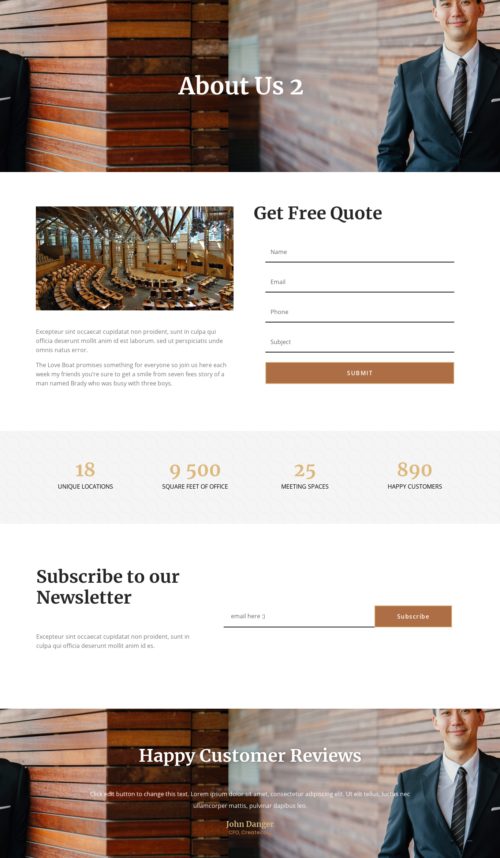 About Us 2
Get Free Quote
Name
Email
Phone
Subject
SUBMIT
Excepteur sint occaecat cupidatat non proident, sunt in culpa qui
officia deserunt mollit anim id est laborum. sed ut perspiciatis unde
omnis natus error.
The Love Boat promises something for everyone so join us here each
week my friends you're sure to get a smile from seven fees story of a
man named Brady who was busy with three boys.
18
UNIQUE LOCATIONS
9 500
SQUARE FEET OF OFFICE
25
MEETING SPACES
890
HAPPY CUSTOMERS
Subscribe to our
Newsletter
Excepteur sint occaecat cupidatat non proident, sunt in
culpa qui officia deserunt mollit anim id es.
email here :)
Subscribe
Happy Customer Reviews
Click edit button to change this text. Lorem ipsum dolor sit amet, consectetur adipiscing elit. Ut elit tellus, luctus nec
ullamcorper mattis, pulvinar dapibus leo.
John Danger
CFO,